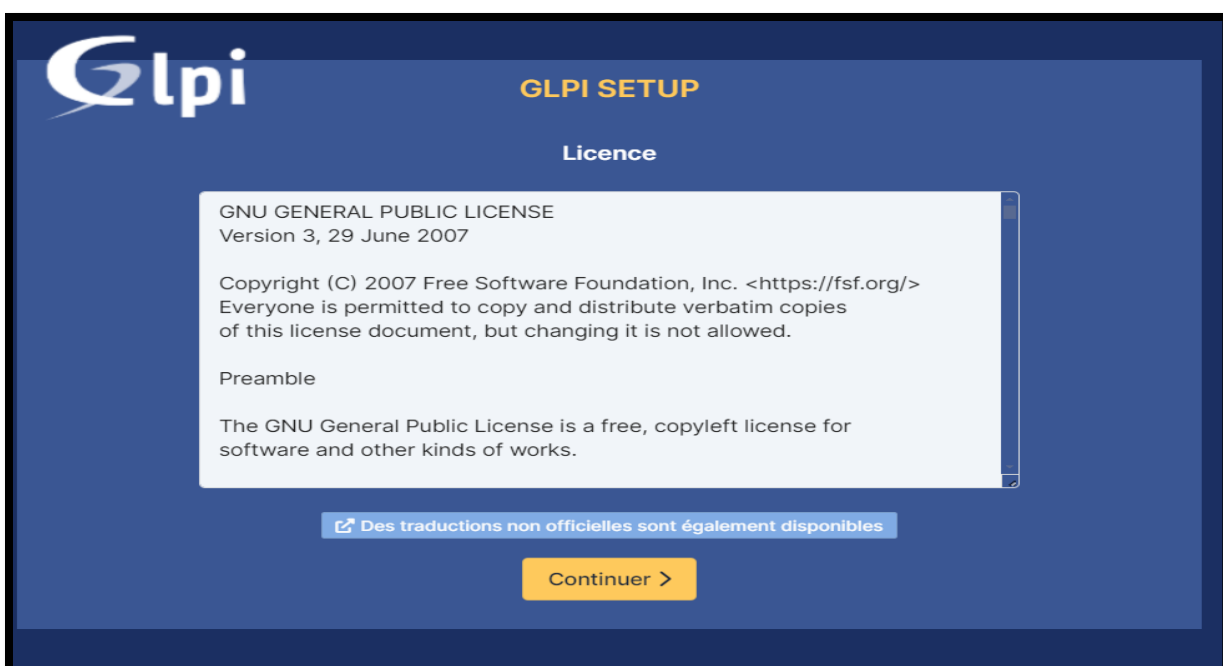 Glpi
GLPI SETUP
Licence
GNU GENERAL PUBLIC LICENSE
Version 3, 29 June 2007
Copyright (C) 2007 Free Software Foundation, Inc. <https://fsf.org/>
Everyone is permitted to copy and distribute verbatim copies
of this license document, but changing it is not allowed.
Preamble
The GNU General Public License is a free, copyleft license for
software and other kinds of works.
Des traductions non officielles sont également disponibles
Continuer >